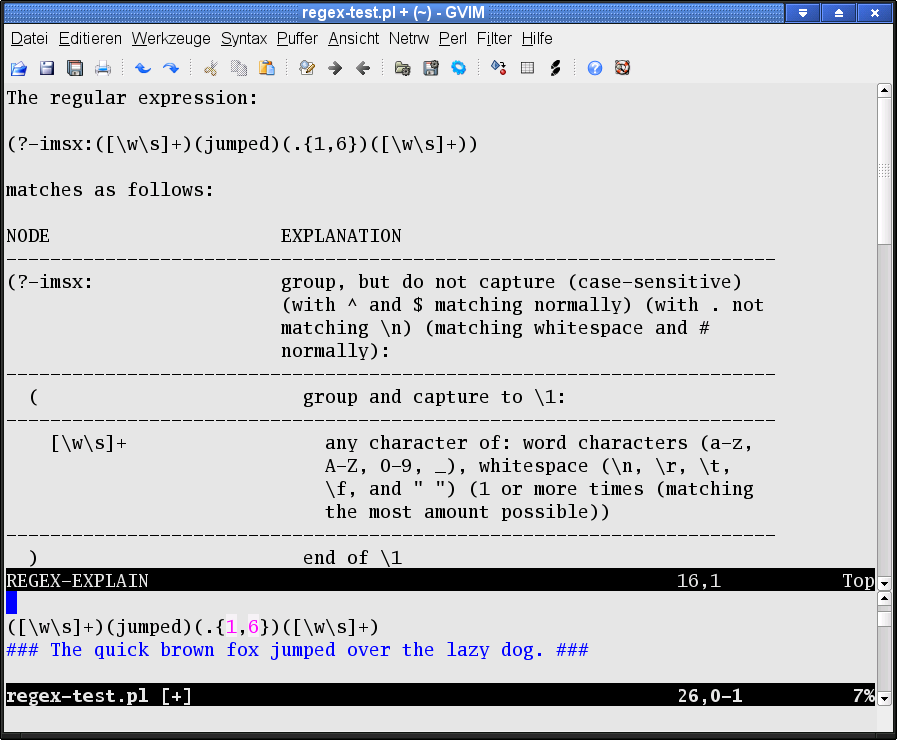 regex-test.pl + (~) - GVIM
Datei Editieren Werkzeuge Syntax Puffer Ansicht Netrw Perl Filter Hilfe
The regular expression:
(?-imsx:([\w\s]+)(jumped)(.{1,6})([\w\s]+))
matches as follows:
NODE EXPLANATION
----------------------------------------------------------------------
(?-imsx: group, but do not capture (case-sensitive)
(with ^ and $ matching normally) (with . not
matching \n) (matching whitespace and #
normally):
----------------------------------------------------------------------
( group and capture to \1:
----------------------------------------------------------------------
[\w\s]+ any character of: word characters (a-z,
A-Z, 0-9, _), whitespace (\n, \r, \t,
\f, and " ") (1 or more times (matching
the most amount possible))
----------------------------------------------------------------------
) end of \1
REGEX-EXPLAIN 16,1 Top
([\w\s]+)(jumped)(.{1,6})([\w\s]+)
### The quick brown fox jumped over the lazy dog. ###
regex-test.pl [+] 26,0-1 7%